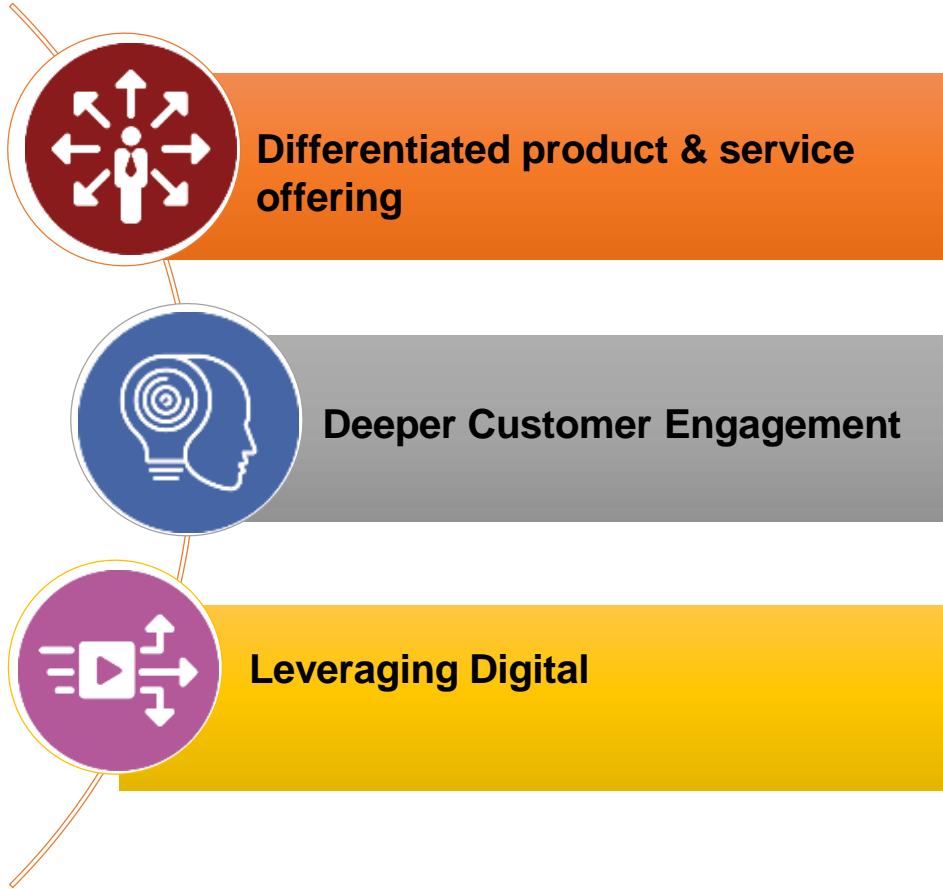 Differentiated product & service
offering
Deeper Customer Engagement
Leveraging Digital